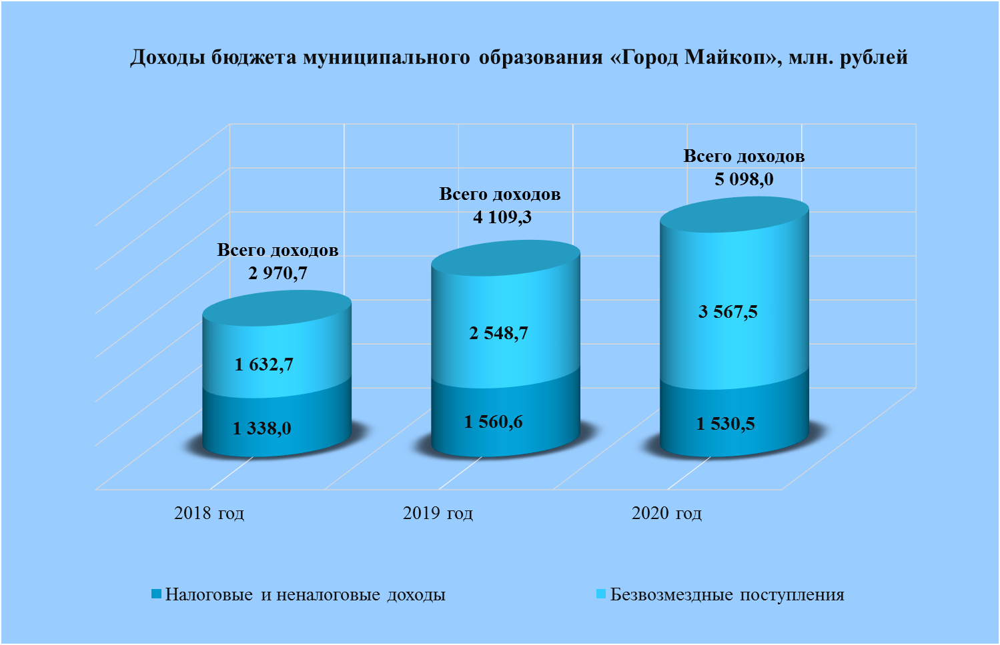 Доходы бюджета муниципального образования «Город Майкоп», млн. рублей
Всего доходов
5 098,0
Всего доходов
4 109,3
Всего доходов
2 970,7
3 567,5
2 548,7
1 632,7
1 338,0
1 560,6
1 530,5
2018 год
2019 год
2020 год
Налоговые и неналоговые доходы
Безвозмездные поступления